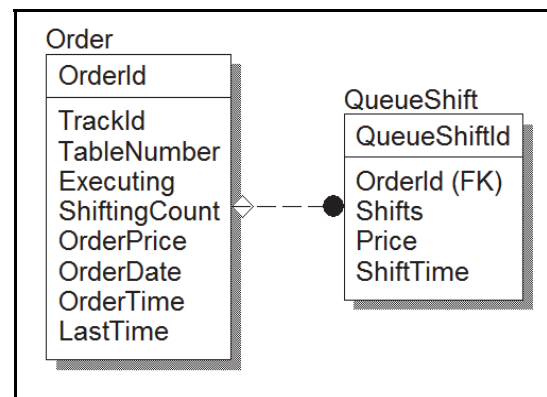 Order
OrderId
TrackId
TableNumber
Executing
ShiftingCount
OrderPrice
OrderDate
OrderTime
LastTime
QueueShift
QueueShiftId
OrderId (FK)
Shifts
Price
ShiftTime